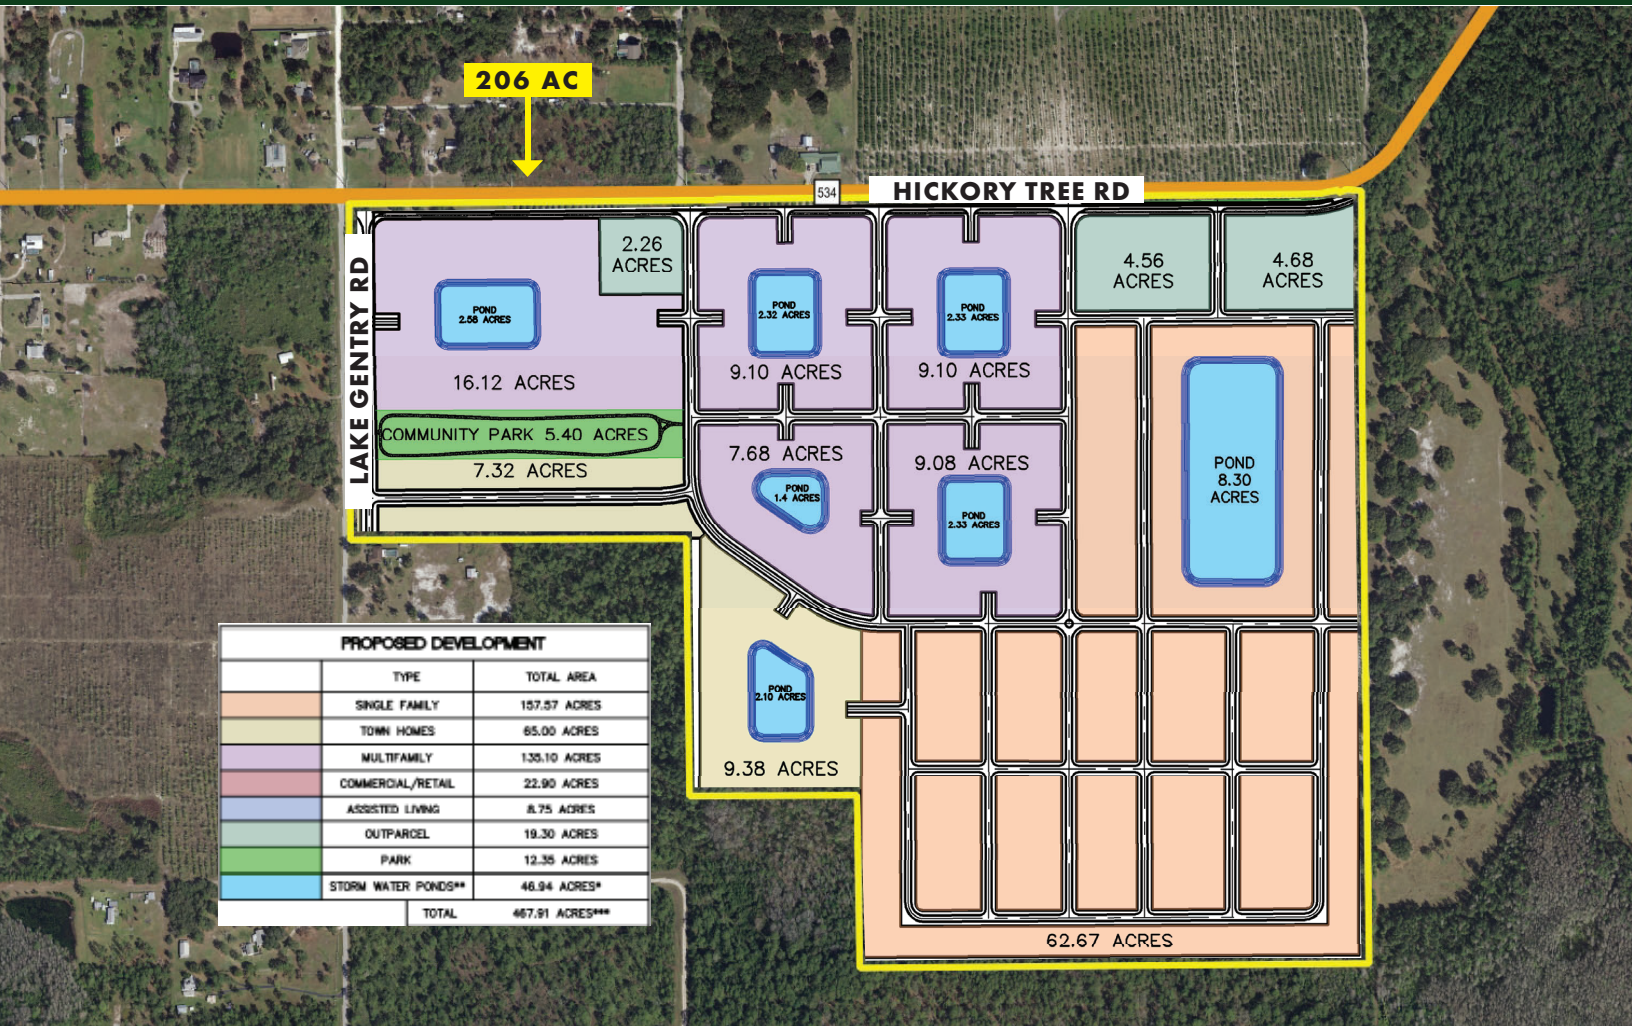 206 AC
534
HICKORY TREE RD
LAKE GENTRY RD
2.26
ACRES
4.56
ACRES
4.68
ACRES
POND
2.58 ACRES
POND
2.32 ACRES
POND
2.33 ACRES
16.12 ACRES
9.10 ACRES
9.10 ACRES
COMMUNITY PARK 5.40 ACRES
7.32 ACRES
7.68 ACRES
9.08 ACRES
POND
1.4 ACRES
POND
2.33 ACRES
POND
8.30
ACRES
POND
2.10 ACRES
9.38 ACRES
62.67 ACRES
PROPOSED DEVELOPMENT
TYPE TOTAL AREA
SINGLE FAMILY 157.57 ACRES
TOWN HOMES 65.00 ACRES
MULTIFAMILY 135.10 ACRES
COMMERCIAL/RETAIL 22.90 ACRES
ASSISTED LIVING 8.75 ACRES
OUTPARCEL 19.30 ACRES
PARK 12.35 ACRES
STORM WATER PONDS** 46.94 ACRES*
TOTAL 467.91 ACRES***